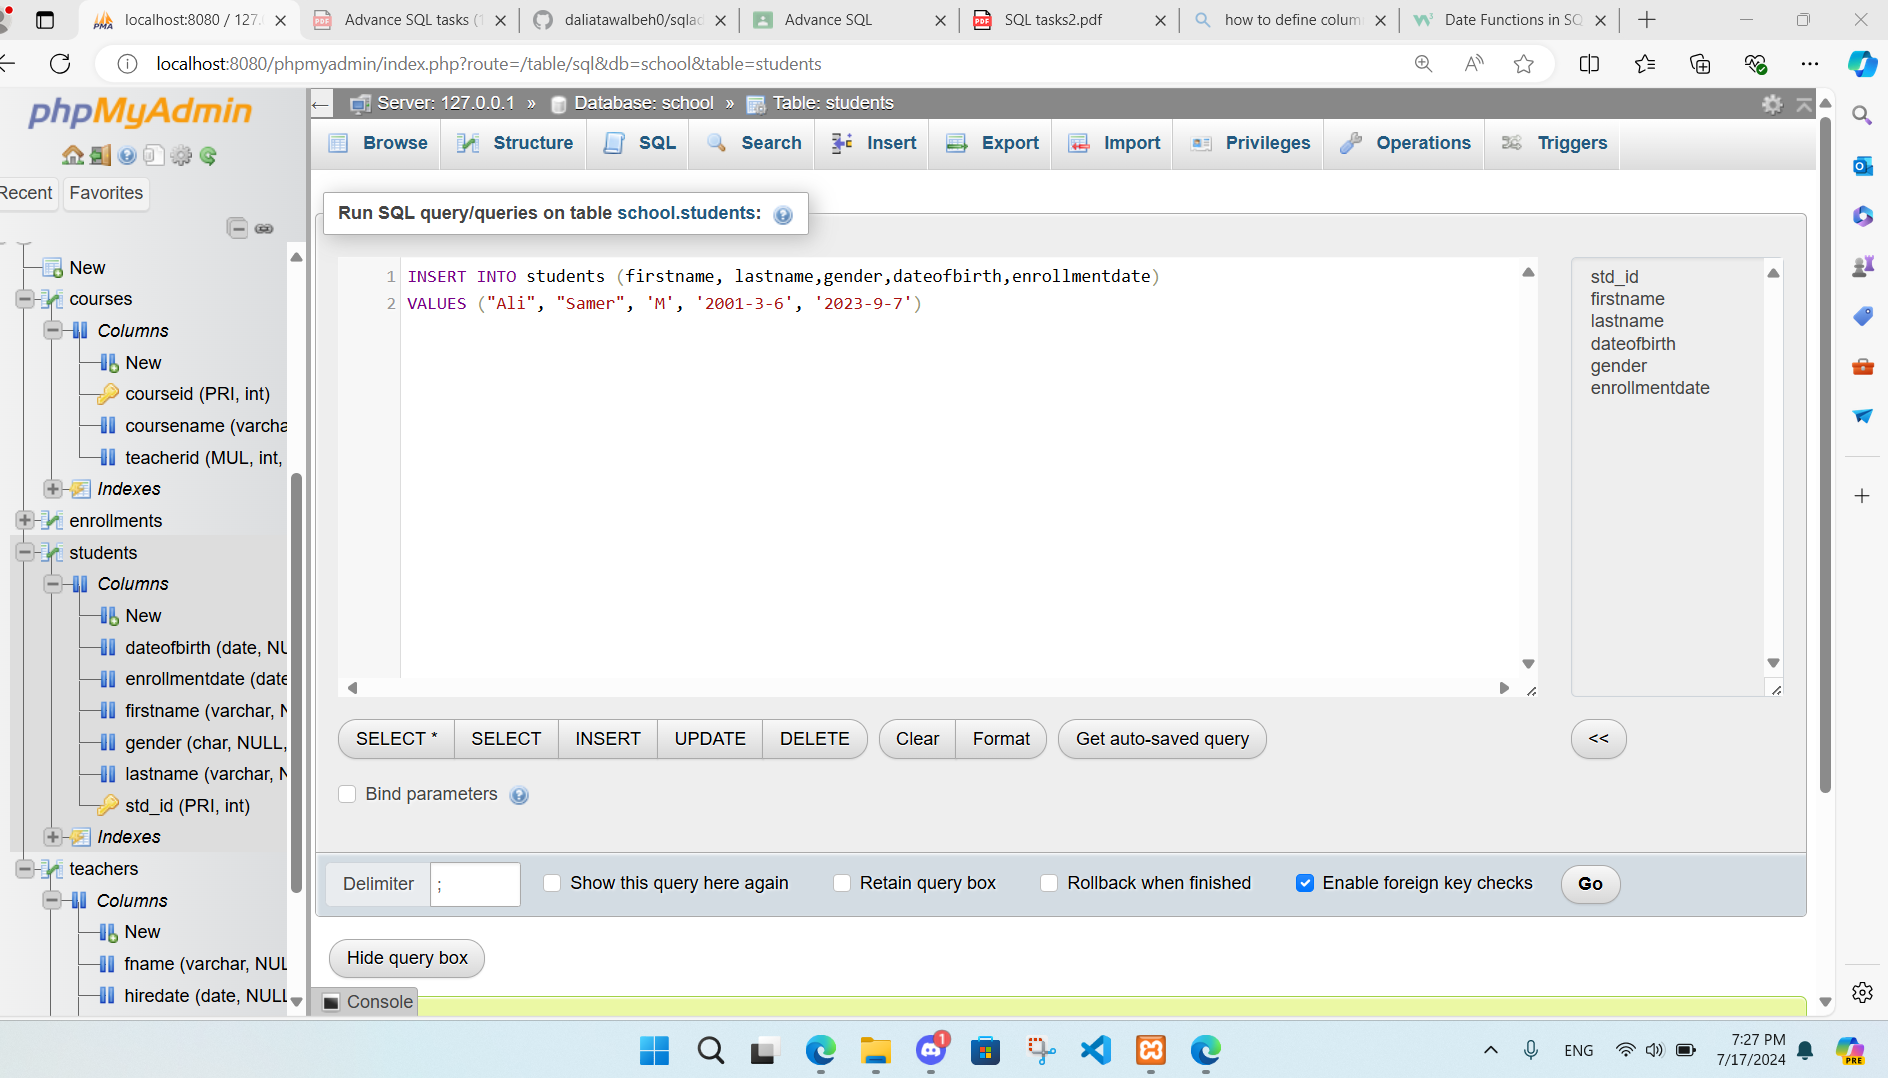 localhost:8080 / 127.
Advance SQL tasks (1
daliatawalbeh0/sqlad
Advance SQL
SQL tasks2.pdf
how to define colum
Date Functions in SQ
localhost:8080/phpmyadmin/index.php?route=/table/sql&db=school&table=students
phpMyAdmin
Recent
Favorites
New
courses
Columns
New
courseid (PRI, int)
coursename (varcha
teacherid (MUL, int,
Indexes
enrollments
students
Columns
New
dateofbirth (date, NU
enrollmentdate (date
firstname (varchar, N
gender (char, NULL,
lastname (varchar, N
std_id (PRI, int)
Indexes
teachers
Columns
New
fname (varchar, NUL
hiredate (date, NULL
Server: 127.0.0.1 » Database: school » Table: students
Browse
Structure
SQL
Search
Insert
Export
Import
Privileges
Operations
Triggers
Run SQL query/queries on table school.students:
1 INSERT INTO students (firstname, lastname,gender,dateofbirth,enrollmentdate)
2 VALUES ("Ali", "Samer", 'M', '2001-3-6', '2023-9-7')
std_id
firstname
lastname
dateofbirth
gender
enrollmentdate
SELECT *
SELECT
INSERT
UPDATE
DELETE
Clear
Format
Get auto-saved query
<<
Bind parameters
Delimiter
;
Show this query here again
Retain query box
Rollback when finished
Enable foreign key checks
Go
Hide query box
Console
1
ENG
7:27 PM
7/17/2024
PRE